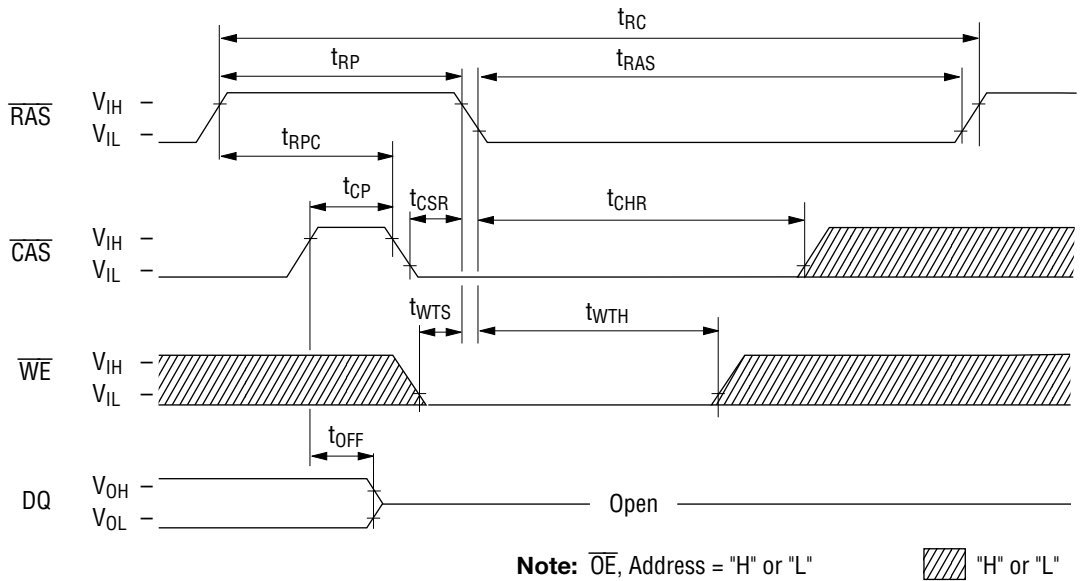 tRC
tRP
tRAS
RAS
VIH –
VIL –
tRPC
tCP
tCSR
tCHR
CAS
VIH –
VIL –
tWTS
tWTH
WE
VIH –
VIL –
tOFF
DQ
VOH –
VOL –
Open
Note: OE, Address = "H" or "L"
"H" or "L"